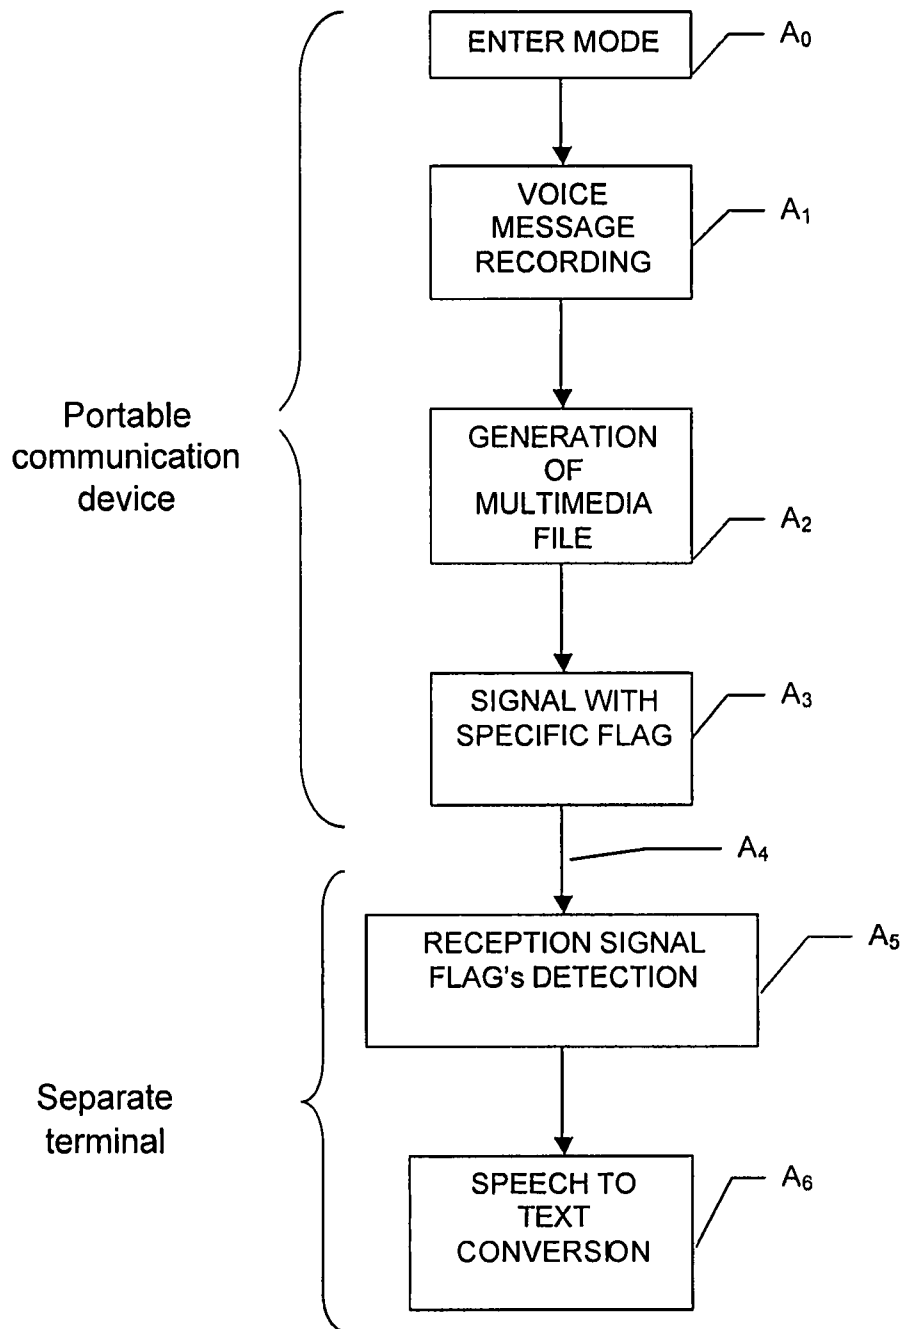 ENTER MODE
A₀
VOICE
MESSAGE
RECORDING
A₁
Portable
communication
device
GENERATION
OF
MULTIMEDIA
FILE
A₂
SIGNAL WITH
SPECIFIC FLAG
A₃
A₄
RECEPTION SIGNAL
FLAG's DETECTION
A₅
Separate
terminal
SPEECH TO
TEXT
CONVERSION
A₆